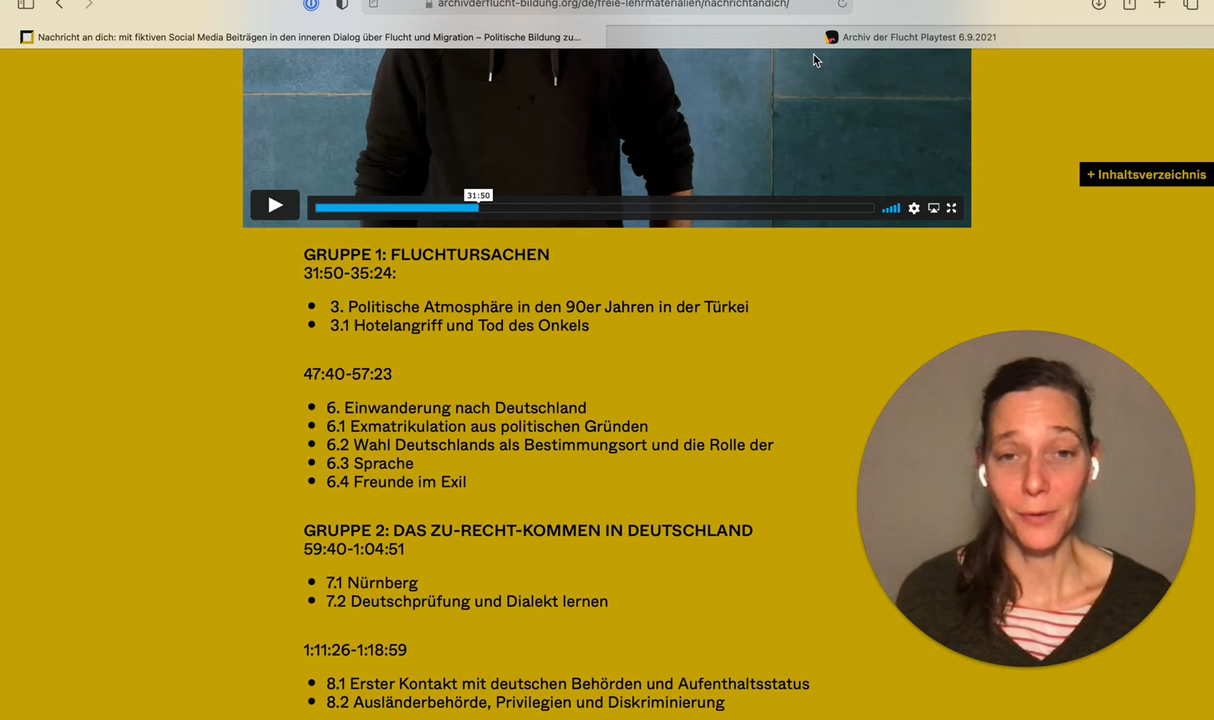 archivderflucht-bildung.org/de/freie-lehrmaterialien/nachrichtandich/
Nachricht an dich: mit fiktiven Social Media Beiträgen in den inneren Dialog über Flucht und Migration – Politische Bildung zu...
Archiv der Flucht Playtest 6.9.2021
+ Inhaltsverzeichnis
31:50
GRUPPE 1: FLUCHTURSACHEN
31:50-35:24:
• 3. Politische Atmosphäre in den 90er Jahren in der Türkei
• 3.1 Hotelangriff und Tod des Onkels
47:40-57:23
• 6. Einwanderung nach Deutschland
• 6.1 Exmatrikulation aus politischen Gründen
• 6.2 Wahl Deutschlands als Bestimmungsort und die Rolle der
• 6.3 Sprache
• 6.4 Freunde im Exil
GRUPPE 2: DAS ZU-RECHT-KOMMEN IN DEUTSCHLAND
59:40-1:04:51
• 7.1 Nürnberg
• 7.2 Deutschprüfung und Dialekt lernen
1:11:26-1:18:59
• 8.1 Erster Kontakt mit deutschen Behörden und Aufenthaltsstatus
• 8.2 Ausländerbehörde, Privilegien und Diskriminierung